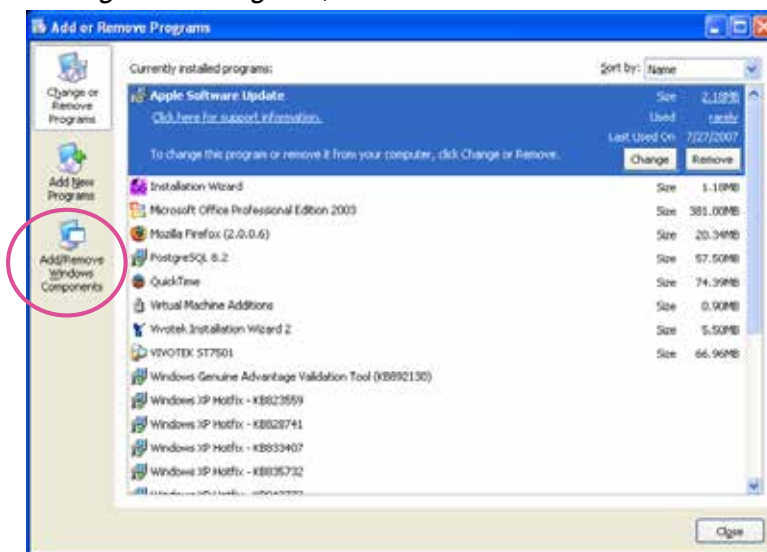 Add or Remove Programs
Currently installed programs:
Sort by: Name
Change or
Remove
Programs
Add New
Programs
Add/Remove
Windows
Components
Apple Software Update
Size 2.18MB
Click here for support information.
Used rarely
Last Used On 7/27/2007
To change this program or remove it from your computer, click Change or Remove.
Change
Remove
Installation Wizard
Size 1.10MB
Microsoft Office Professional Edition 2003
Size 381.00MB
Mozilla Firefox (2.0.0.6)
Size 20.34MB
PostgreSQL 8.2
Size 57.50MB
QuickTime
Size 74.39MB
Virtual Machine Additions
Size 0.90MB
Vivotek Installation Wizard 2
Size 5.50MB
VIVOTEK ST7501
Size 66.96MB
Windows Genuine Advantage Validation Tool (KB892130)
Windows XP Hotfix - KB823559
Windows XP Hotfix - KB828741
Windows XP Hotfix - KB833407
Windows XP Hotfix - KB835732
Close